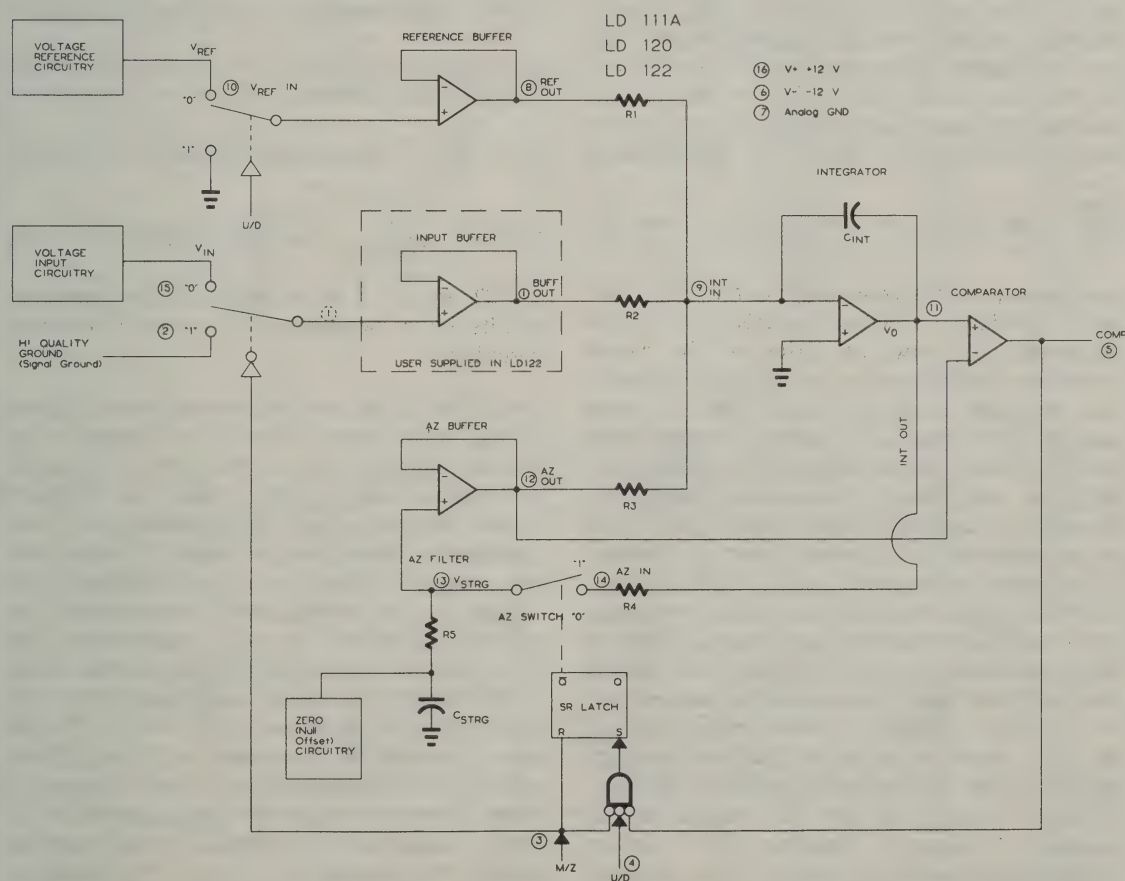 LD 111A
LD 120
LD 122
⑯ V+ +12 V
⑥ V- -12 V
⑦ Analog GND
VOLTAGE
REFERENCE
CIRCUITRY
VREF
⑩ VREF IN
"0"
"1"
U/D
REFERENCE BUFFER
-
+
⑧ REF
OUT
R1
VOLTAGE
INPUT
CIRCUITRY
VIN
⑮ "0"
② "1"
HI QUALITY
GROUND
(Signal Ground)
①
INPUT BUFFER
-
+
① BUFF
OUT
USER SUPPLIED IN LD122
R2
⑨ INT
IN
INTEGRATOR
CINT
-
+
VO
⑪
COMPARATOR
+
-
COMP
⑤
INT OUT
AZ BUFFER
-
+
⑫ AZ
OUT
R3
AZ FILTER
⑬ VSTRG
"1"
⑭ AZ IN
AZ SWITCH "0"
R4
R5
CSTRG
ZERO
(Null
Offset)
CIRCUITRY
Q̅ Q
SR LATCH
R S
③
M/Z
④
U/D